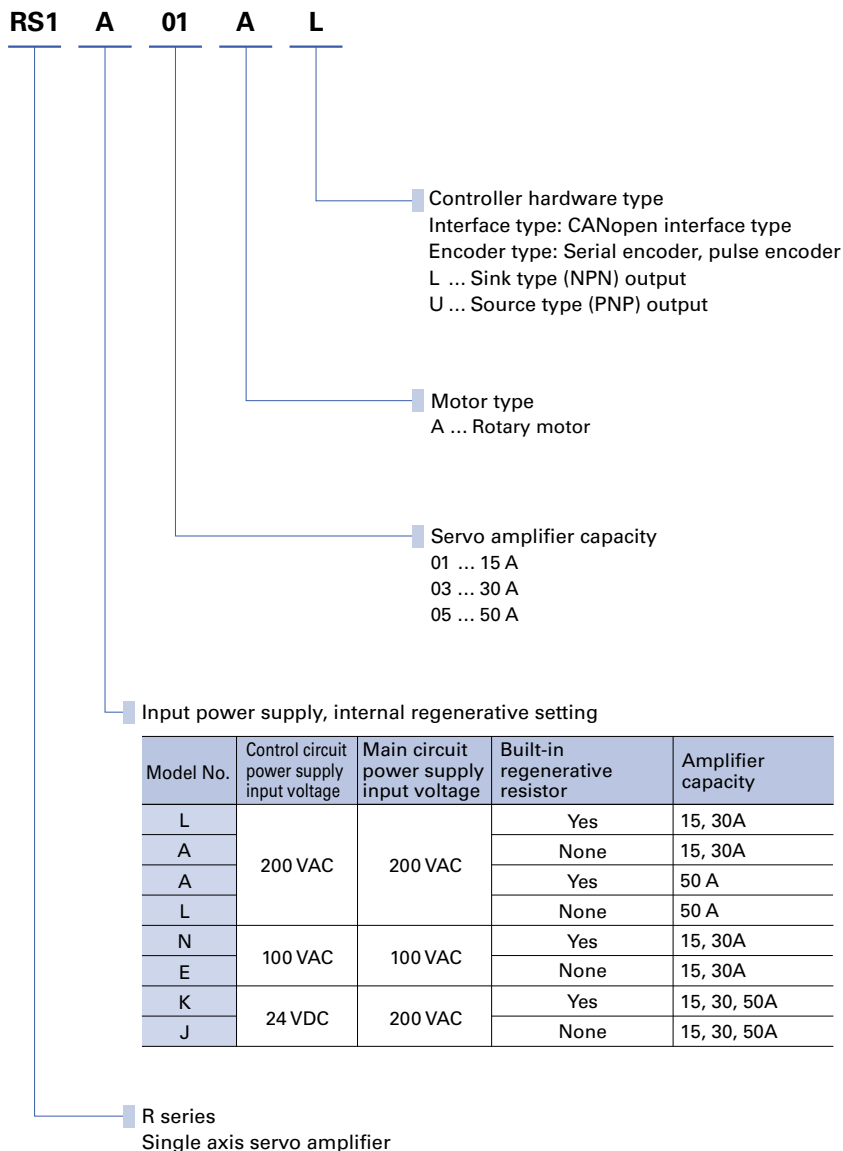 RS1 A 01 A L
Controller hardware type
Interface type: CANopen interface type
Encoder type: Serial encoder, pulse encoder
L ... Sink type (NPN) output
U ... Source type (PNP) output
Motor type
A ... Rotary motor
Servo amplifier capacity
01 ... 15 A
03 ... 30 A
05 ... 50 A
Input power supply, internal regenerative setting
Model No. Control circuit power supply input voltage Main circuit power supply input voltage Built-in regenerative resistor Amplifier capacity
L 200 VAC 200 VAC Yes 15, 30A
A None 15, 30A
A Yes 50 A
L None 50 A
N 100 VAC 100 VAC Yes 15, 30A
E None 15, 30A
K 24 VDC 200 VAC Yes 15, 30, 50A
J None 15, 30, 50A
R series
Single axis servo amplifier